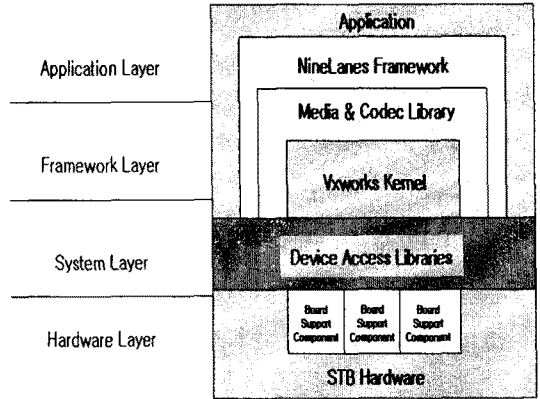 Application
NineLanes Framework
Application Layer
Media & Codec Library
Framework Layer
Vxworks Kernel
Device Access Libraries
System Layer
Board Support Component
Board Support Component
Board Support Component
Hardware Layer
STB Hardware